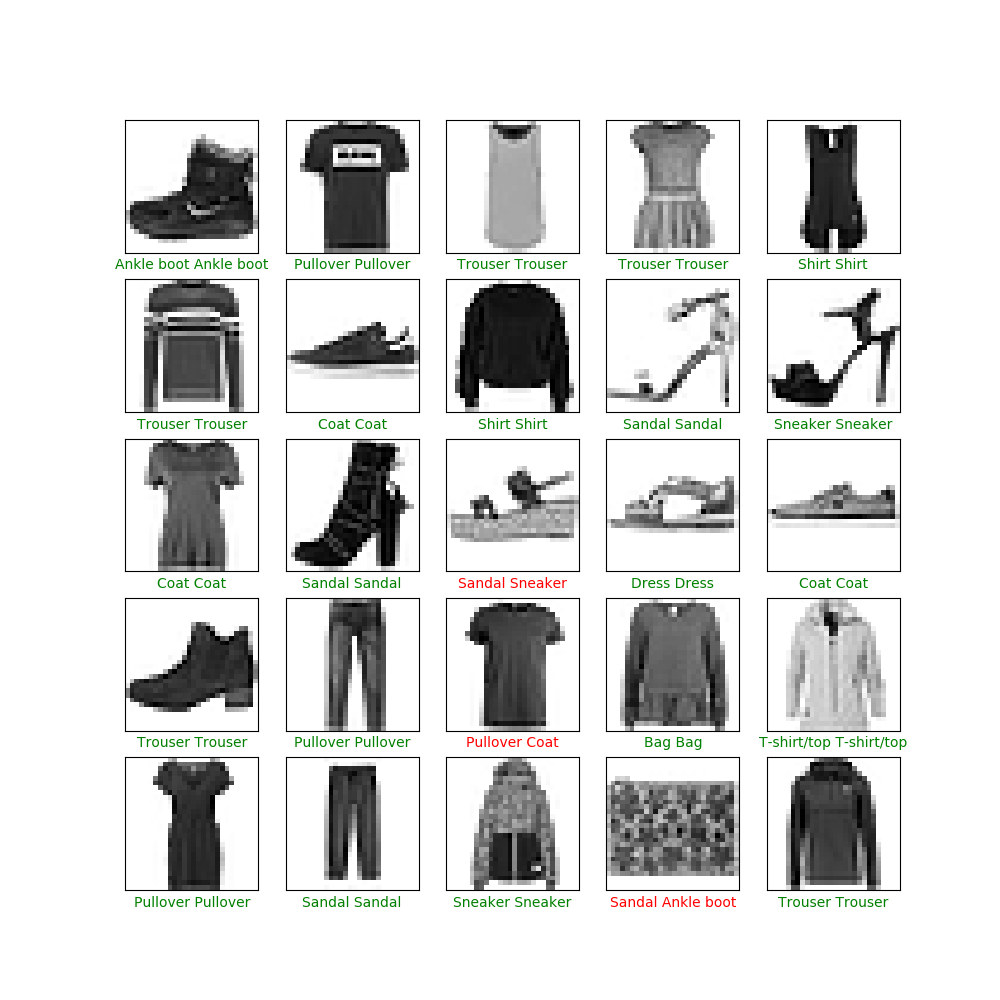 Ankle boot Ankle boot
Pullover Pullover
Trouser Trouser
Trouser Trouser
Shirt Shirt
Trouser Trouser
Coat Coat
Shirt Shirt
Sandal Sandal
Sneaker Sneaker
Coat Coat
Sandal Sandal
Sandal Sneaker
Dress Dress
Coat Coat
Trouser Trouser
Pullover Pullover
Pullover Coat
Bag Bag
T-shirt/top T-shirt/top
Pullover Pullover
Sandal Sandal
Sneaker Sneaker
Sandal Ankle boot
Trouser Trouser